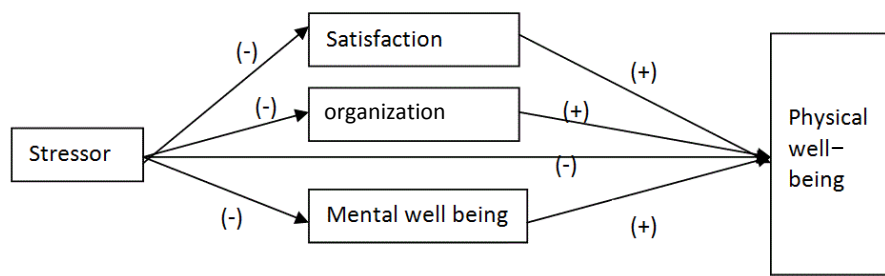 Satisfaction
(-)
(+)
(-)
organization
(+)
Stressor
Physical
well–
being
(-)
(-)
Mental well being
(+)